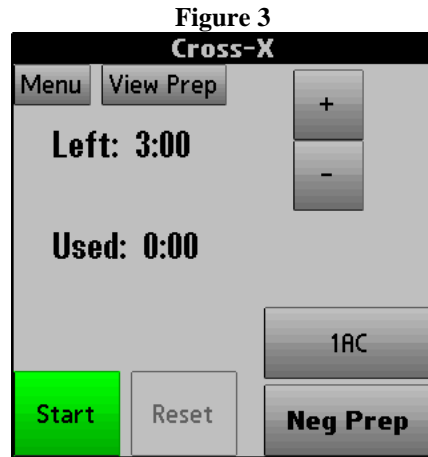 Figure 3
Cross-X
Menu View Prep
+
Left: 3:00
-
Used: 0:00
1AC
Start Reset Neg Prep